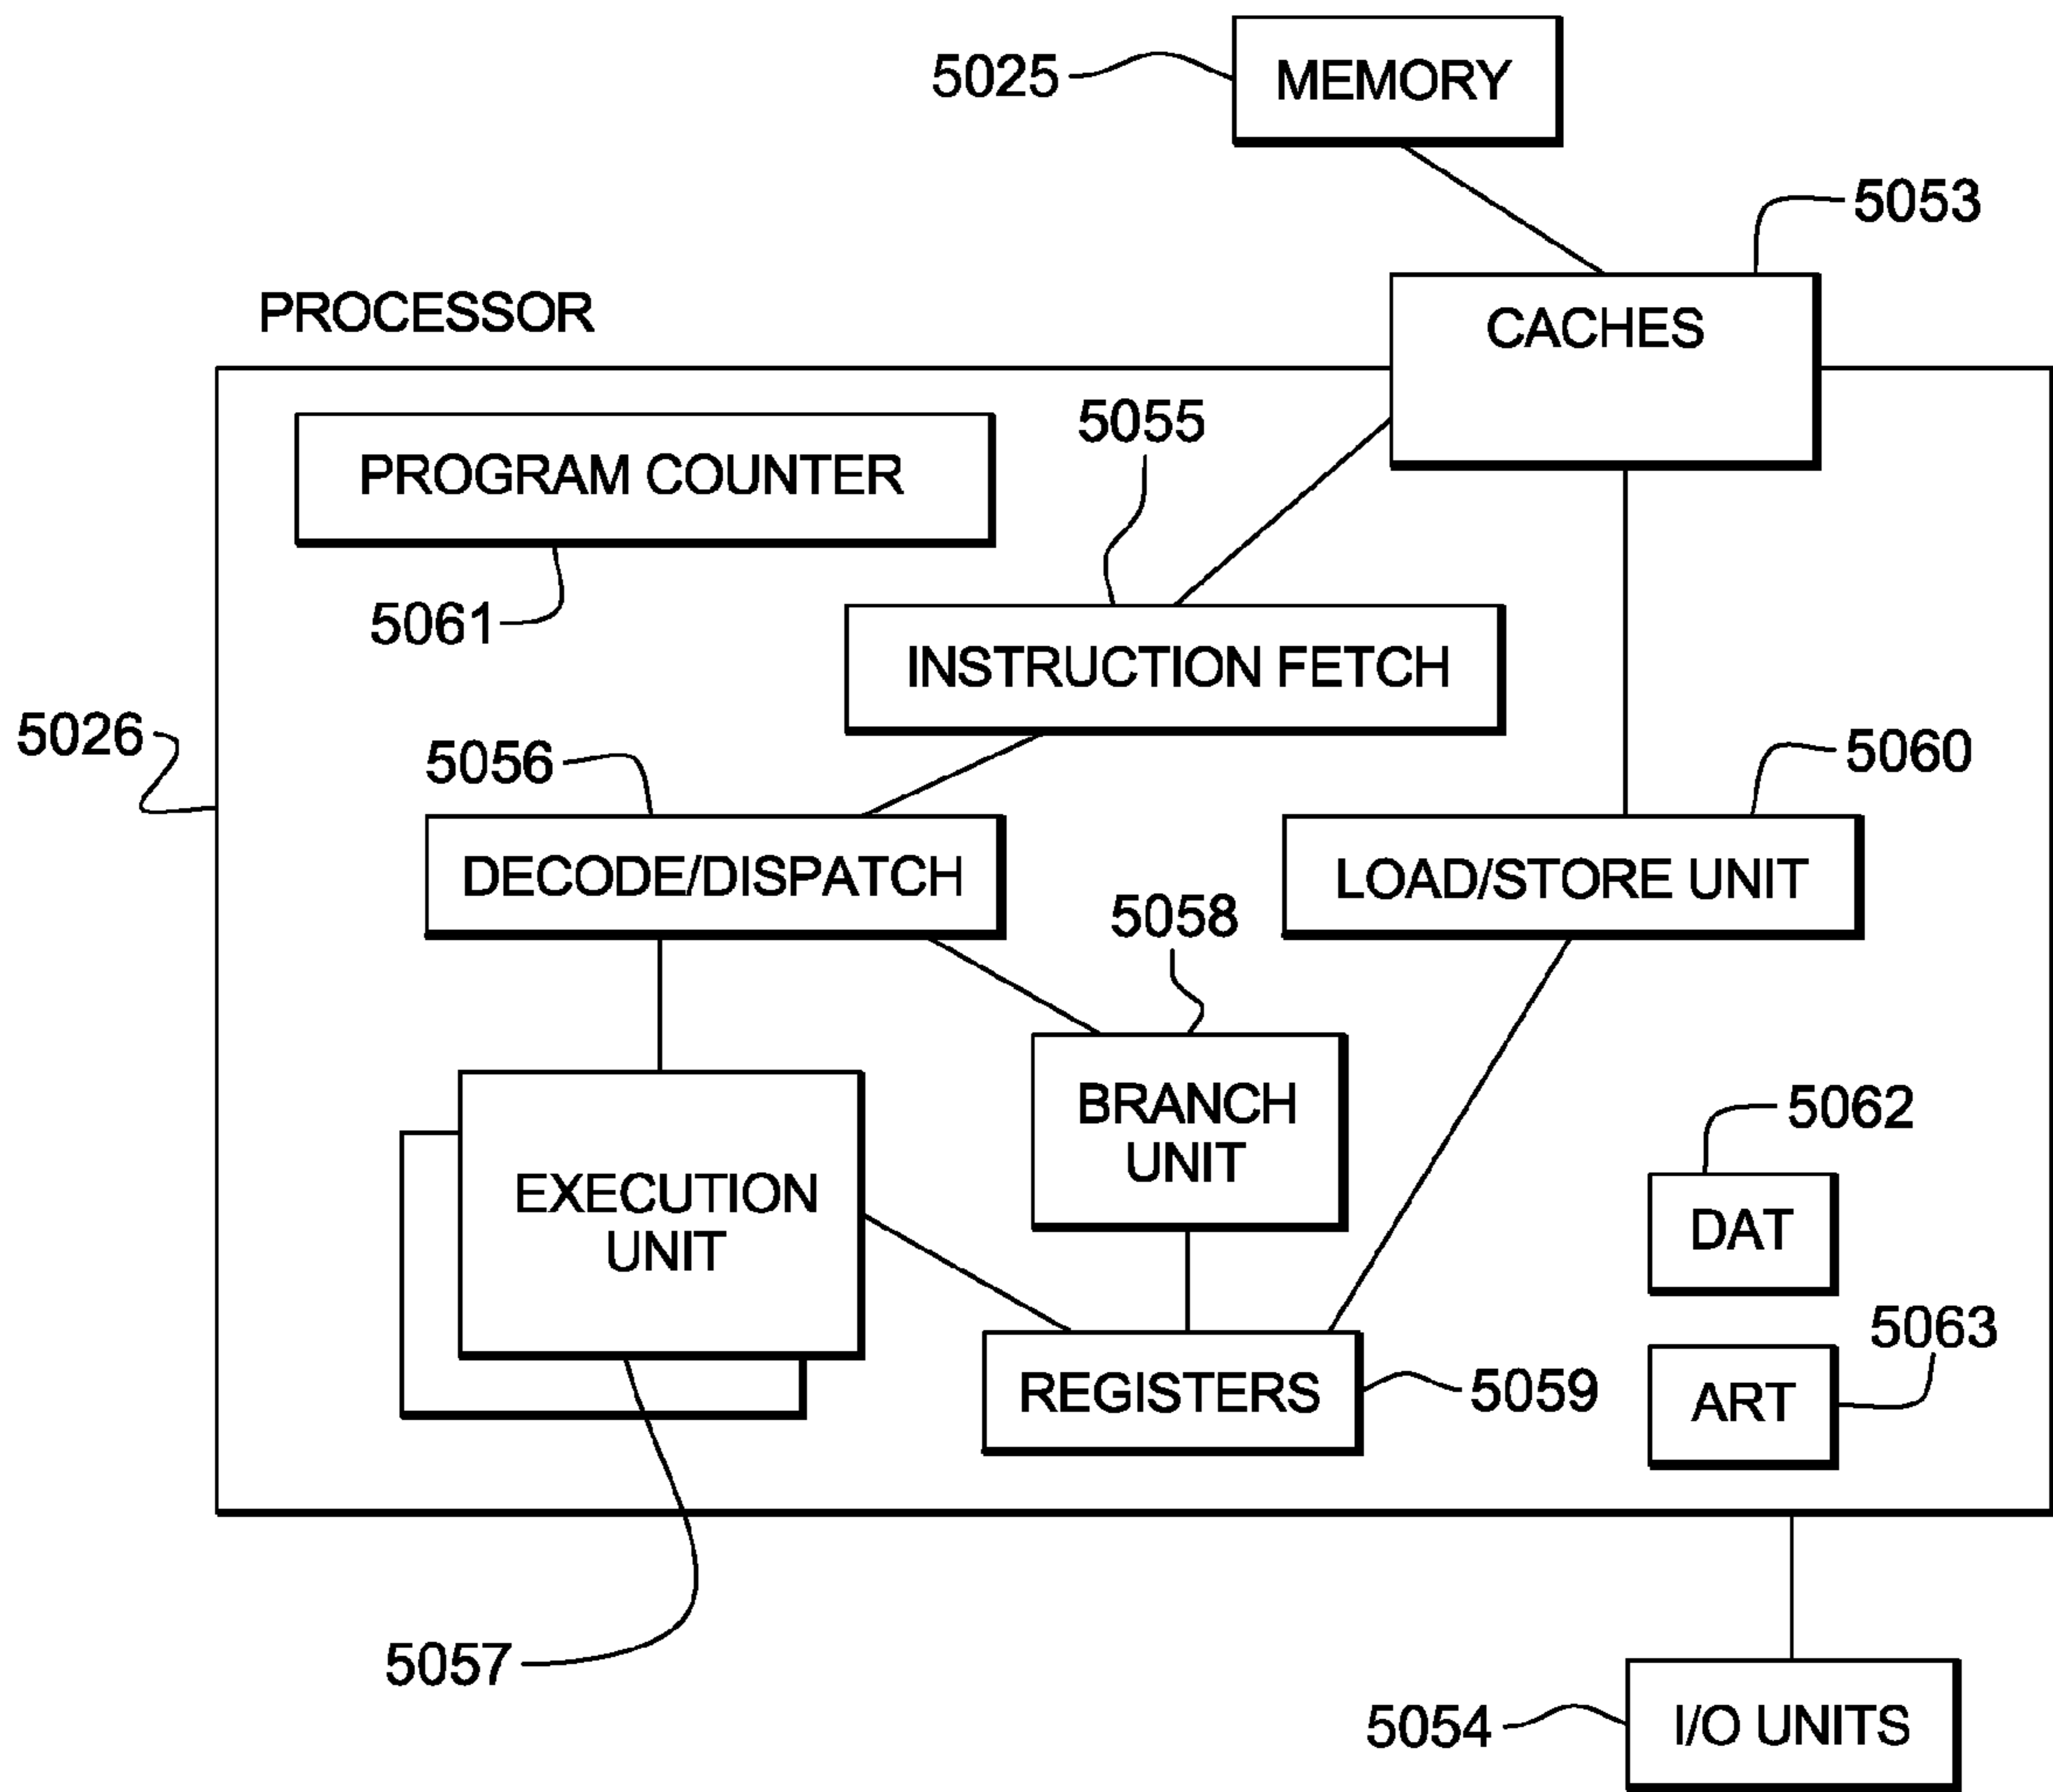 MEMORY
5025
5053
CACHES
PROCESSOR
PROGRAM COUNTER
5055
5061
INSTRUCTION FETCH
5026
5056
5060
DECODE/DISPATCH
LOAD/STORE UNIT
5058
BRANCH
UNIT
5062
EXECUTION
UNIT
DAT
5063
REGISTERS
5059
ART
5057
5054
I/O UNITS